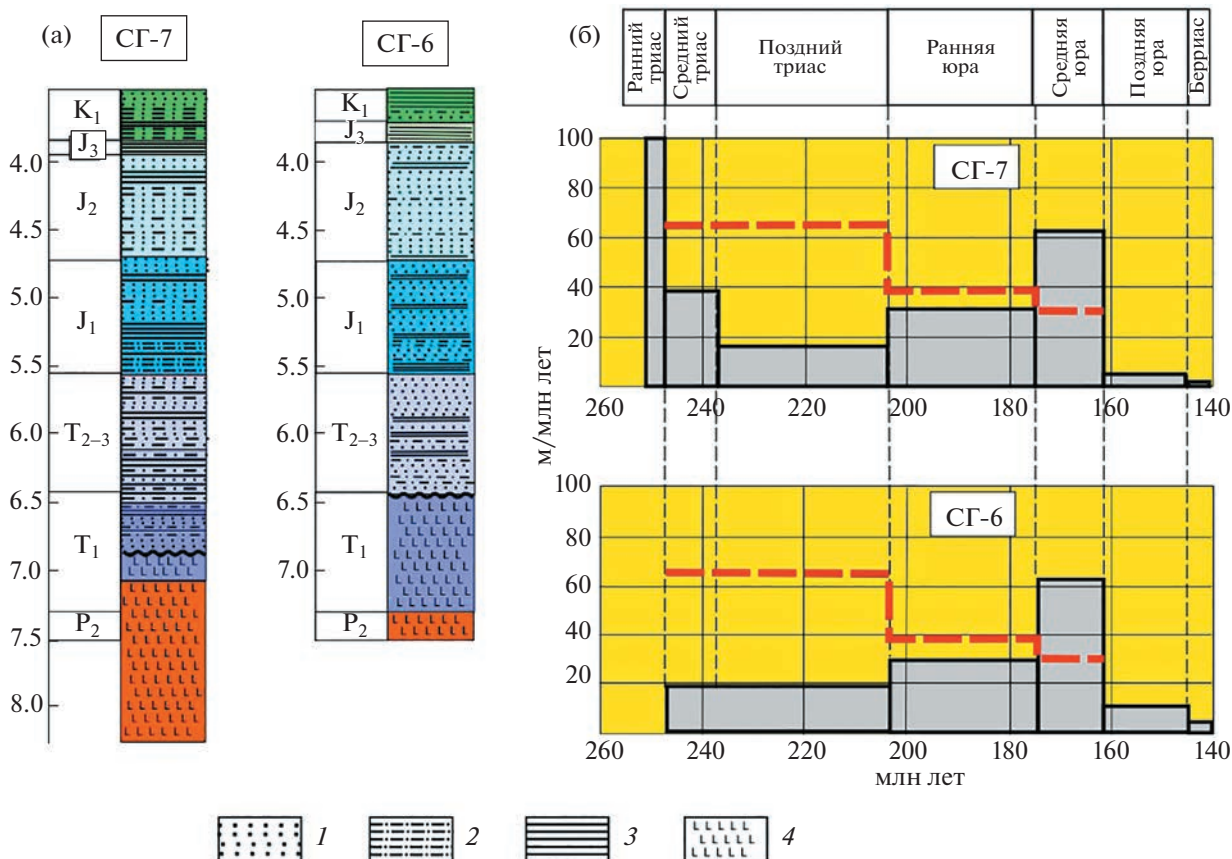 (а)
СГ-7
СГ-6
K1
J3
J2
J1
T2–3
T1
P2
4.0
4.5
5.0
5.5
6.0
6.5
7.0
7.5
8.0
K1
J3
J2
J1
T2–3
T1
P2
4.0
4.5
5.0
5.5
6.0
6.5
7.0
(б)
Ранний триас
Средний триас
Поздний
триас
Ранняя
юра
Средняя юра
Поздняя юра
Берриас
100
80
60
40
20
СГ-7
260
240
220
200
180
160
140
м/млн лет
100
80
60
40
20
СГ-6
260
240
220
200
180
160
140
млн лет
1
2
3
4